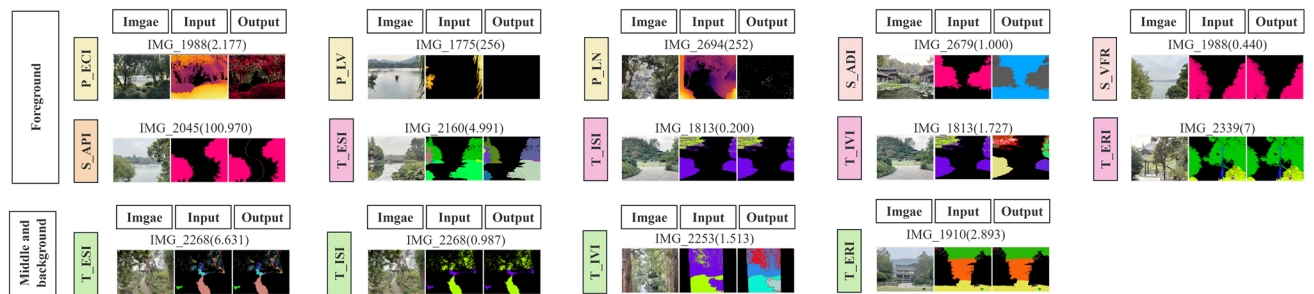 Imgae Input Output Imgae Input Output Imgae Input Output Imgae Input Output Imgae Input Output
Foreground
P_ECI
IMG_1988(2.177)
P_LV
IMG_1775(256)
P_LN
IMG_2694(252)
S_ADI
IMG_2679(1.000)
S_VFR
IMG_1988(0.440)
S_API
IMG_2045(100.970)
T_ESI
IMG_2160(4.991)
T_ISI
IMG_1813(0.200)
T_IVI
IMG_1813(1.727)
T_ERI
IMG_2339(7)
Middle and
background
Imgae Input Output Imgae Input Output Imgae Input Output Imgae Input Output
T_ESI
IMG_2268(6.631)
T_ISI
IMG_2268(0.987)
T_IVI
IMG_2253(1.513)
T_ERI
IMG_1910(2.893)